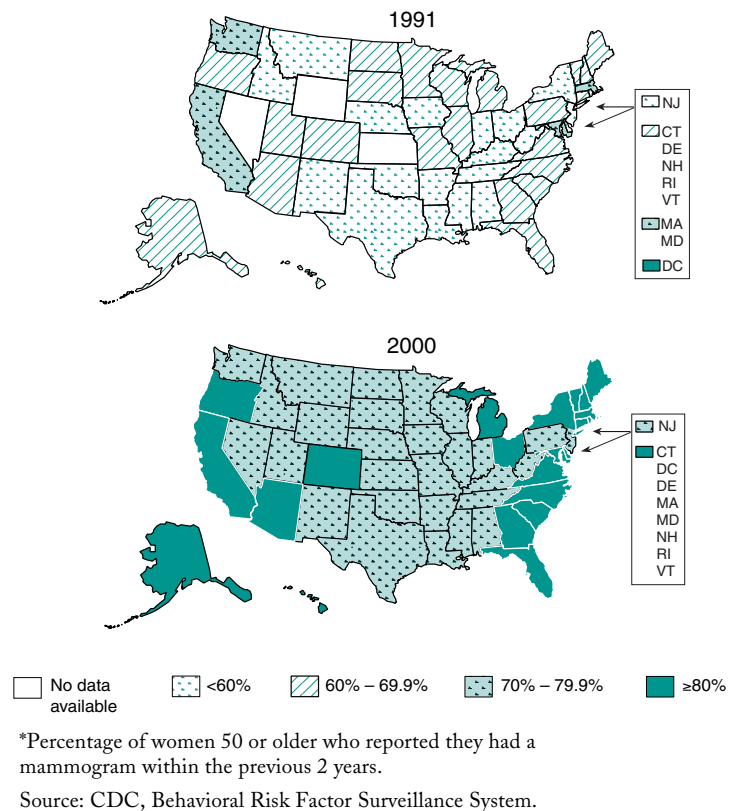 1991
NJ
CT
DE
NH
RI
VT
MA
MD
DC
2000
NJ
CT
DC
DE
MA
MD
NH
RI
VT
No data
available
<60%
60% – 69.9%
70% – 79.9%
≥80%
*Percentage of women 50 or older who reported they had a
mammogram within the previous 2 years.
Source: CDC, Behavioral Risk Factor Surveillance System.